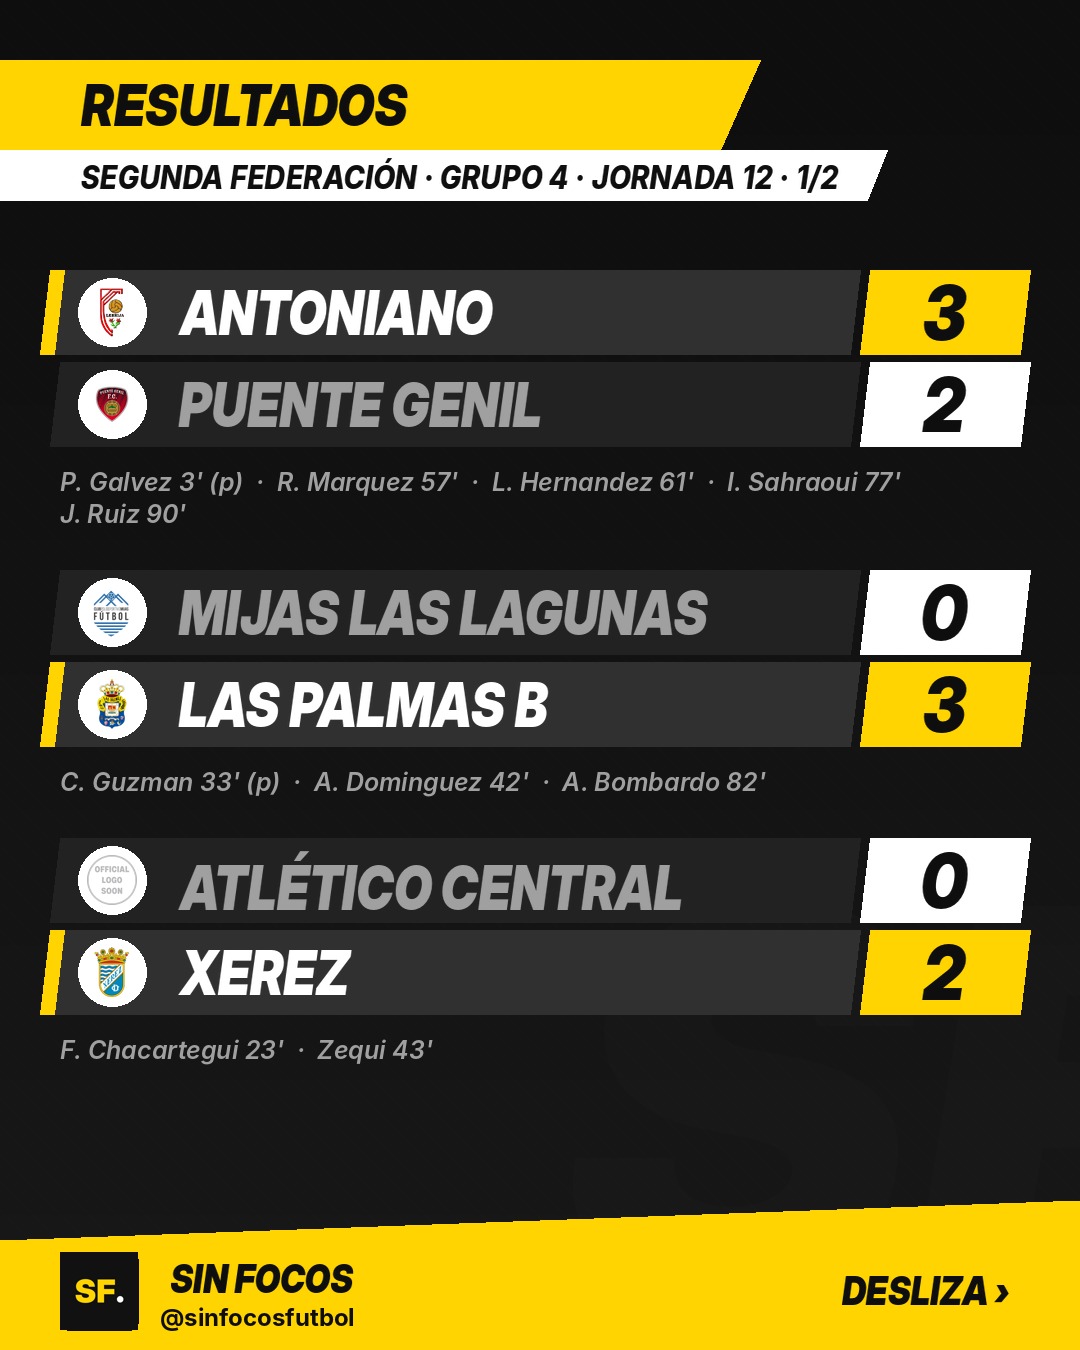 RESULTADOS
SEGUNDA FEDERACIÓN · GRUPO 4 · JORNADA 12 · 1/2
ANTONIANO 3
PUENTE GENIL 2
P. Galvez 3' (p) · R. Marquez 57' · L. Hernandez 61' · I. Sahraoui 77'
J. Ruiz 90'
FÚTBOL
MIJAS LAS LAGUNAS 0
LAS PALMAS B 3
C. Guzman 33' (p) · A. Dominguez 42' · A. Bombardo 82'
OFFICIAL
LOGO
SOON
ATLÉTICO CENTRAL 0
XEREZ 2
F. Chacartegui 23' · Zequi 43'
SF.
SIN FOCOS
@sinfocosfutbol
DESLIZA ›